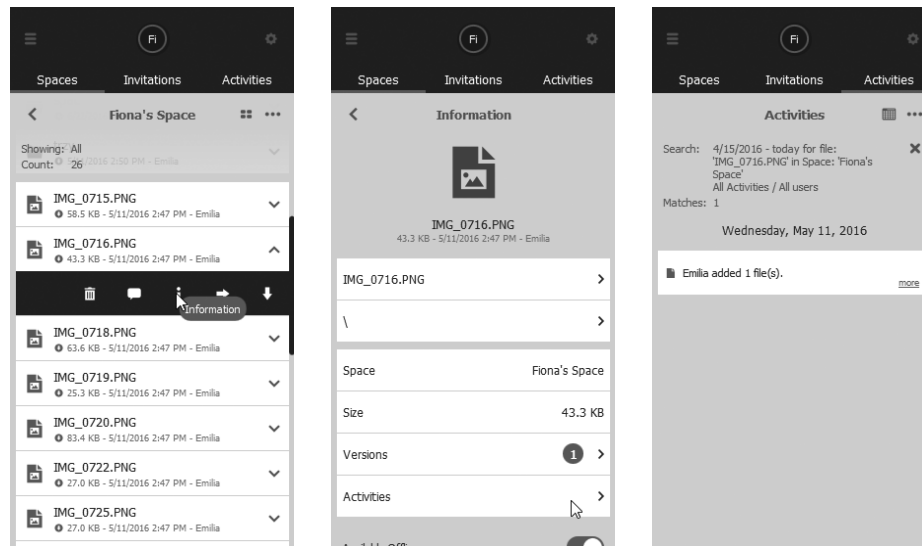 Fi
Spaces Invitations Activities
Fiona's Space
Showing: All
Count: 26
IMG_0715.PNG
58.5 KB - 5/11/2016 2:47 PM - Emilia
IMG_0716.PNG
43.3 KB - 5/11/2016 2:47 PM - Emilia
Information
IMG_0718.PNG
63.6 KB - 5/11/2016 2:47 PM - Emilia
IMG_0719.PNG
25.3 KB - 5/11/2016 2:47 PM - Emilia
IMG_0720.PNG
83.4 KB - 5/11/2016 2:47 PM - Emilia
IMG_0722.PNG
27.0 KB - 5/11/2016 2:47 PM - Emilia
IMG_0725.PNG
27.0 KB - 5/11/2016 2:47 PM - Emilia
Fi
Spaces Invitations Activities
Information
IMG_0716.PNG
43.3 KB - 5/11/2016 2:47 PM - Emilia
IMG_0716.PNG
\
Space Fiona's Space
Size 43.3 KB
Versions 1
Activities
Fi
Spaces Invitations Activities
Activities
Search: 4/15/2016 - today for file:
'IMG_0716.PNG' in Space: 'Fiona's
Space'
All Activities / All users
Matches: 1
Wednesday, May 11, 2016
Emilia added 1 file(s).
more